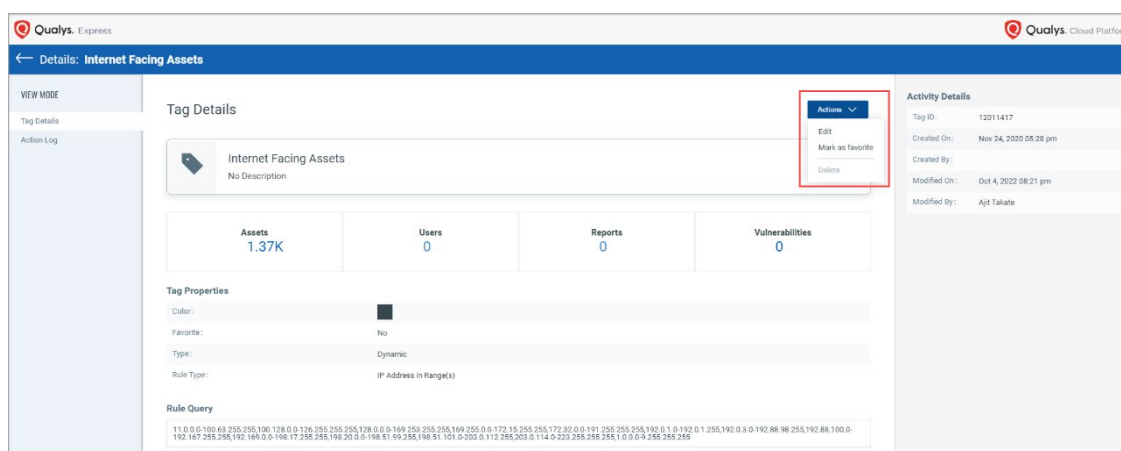 Qualys. Express
Qualys. Cloud Platfo
← Details: Internet Facing Assets
VIEW MODE
Tag Details
Action Log
Tag Details
Actions
Edit
Mark as favorite
Delete
Internet Facing Assets
No Description
Assets
1.37K
Users
0
Reports
0
Vulnerabilities
0
Tag Properties
Color:
Favorite: No
Type: Dynamic
Rule Type: IP Address in Range(s)
Rule Query
11.0.0.0-100.63.255.255,100.128.0.0-126.255.255.255,128.0.0.0-169.253.255.255,169.255.0.0-172.15.255.255,172.32.0.0-191.255.255.255,192.0.1.0-192.0.1.255,192.0.3.0-192.88.98.255,192.88.100.0-
192.167.255.255,192.169.0.0-198.17.255.255,198.20.0.0-198.51.99.255,198.51.101.0-203.0.112.255,203.0.114.0-223.255.255.255,1.0.0.0-9.255.255.255
Activity Details
Tag ID: 12011417
Created On: Nov 24, 2020 05:28 pm
Created By:
Modified On: Oct 4, 2022 08:21 pm
Modified By: Ajit Takate